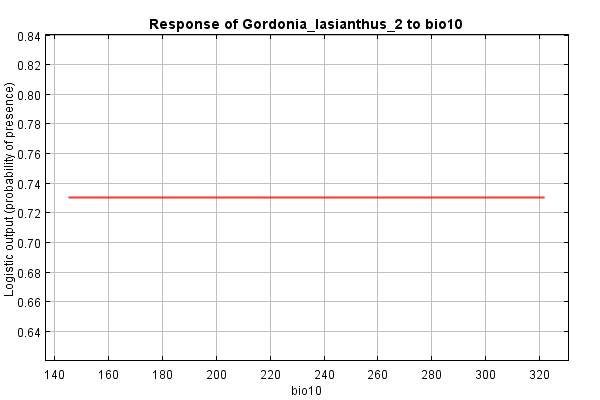 Response of Gordonia_lasianthus_2 to bio10
Logistic output (probability of presence)
0.84
0.82
0.80
0.78
0.76
0.74
0.72
0.70
0.68
0.66
0.64
140 160 180 200 220 240 260 280 300 320
bio10